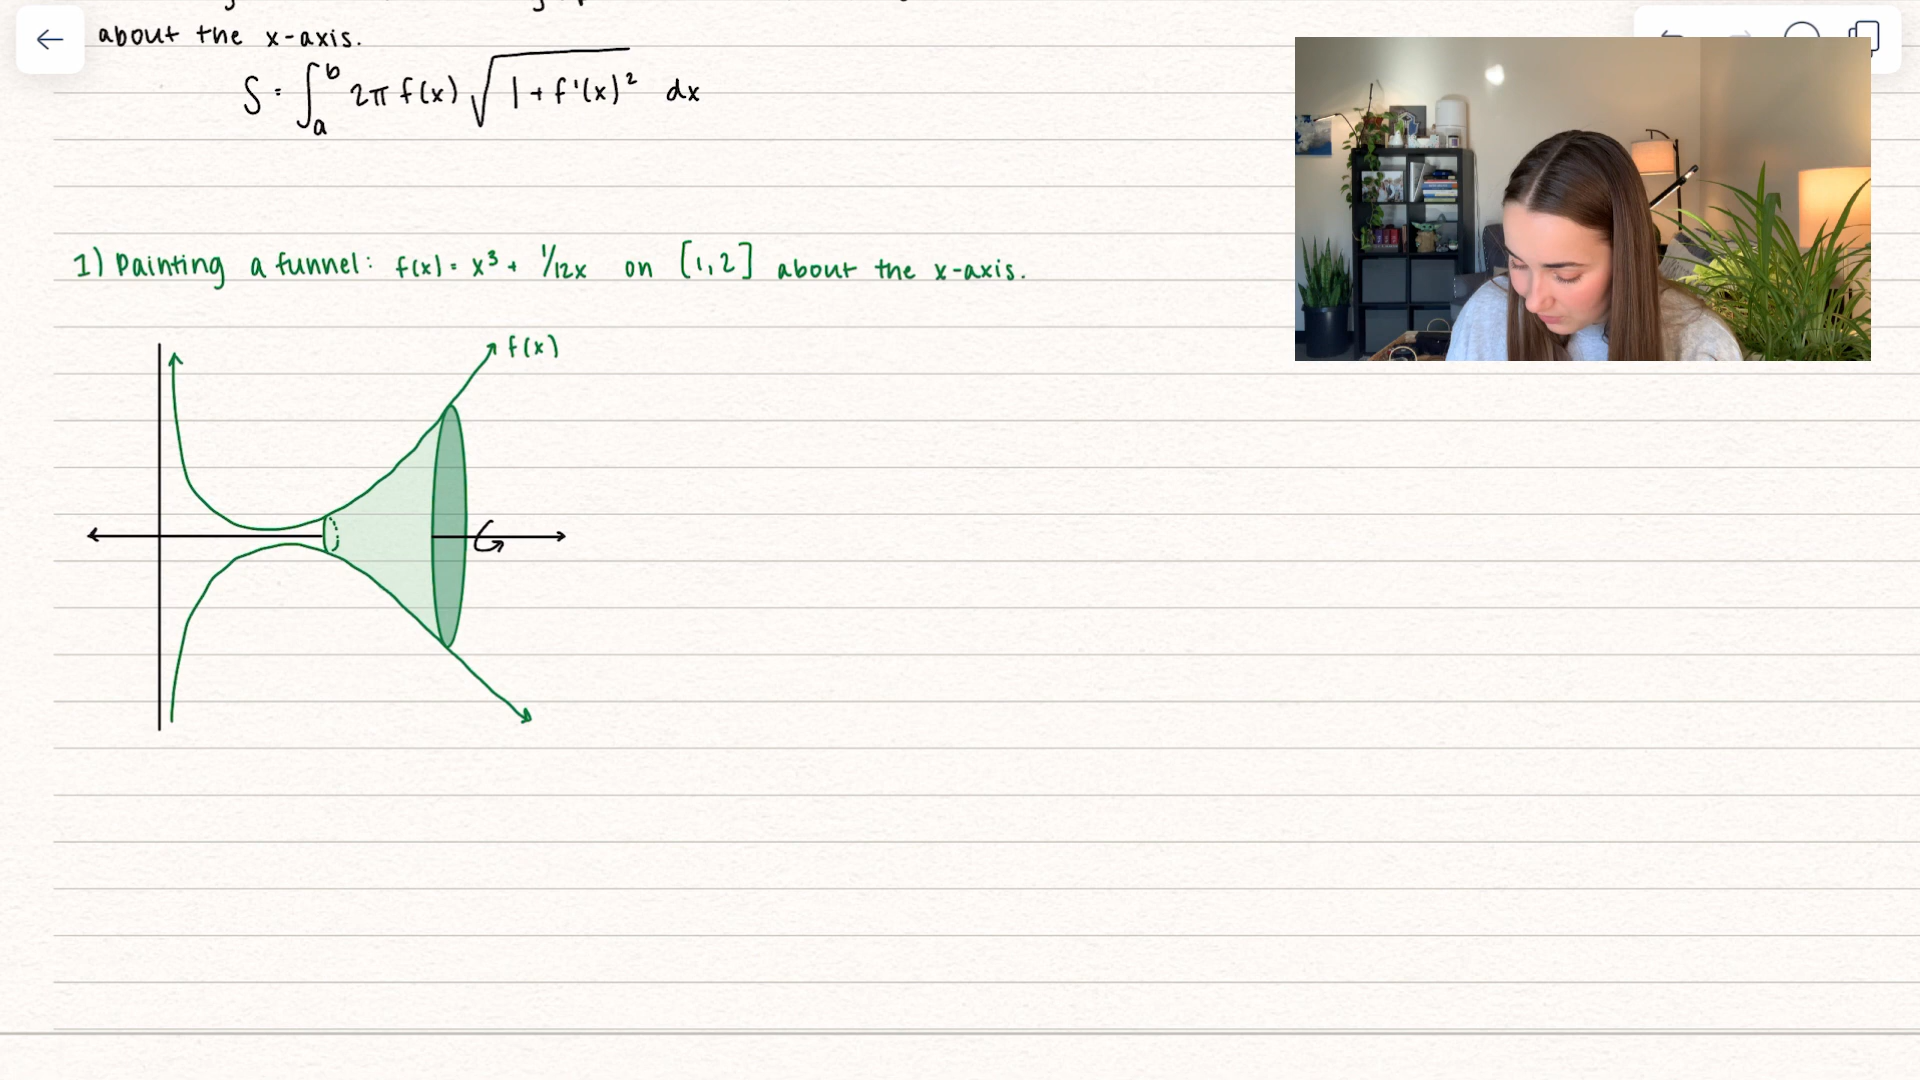 about the x-axis.
S = ∫_a^b 2π f(x) √(1 + f'(x)²) dx
1) Painting a funnel: f(x) = x³ + 1/12x on [1,2] about the x-axis.
f(x)